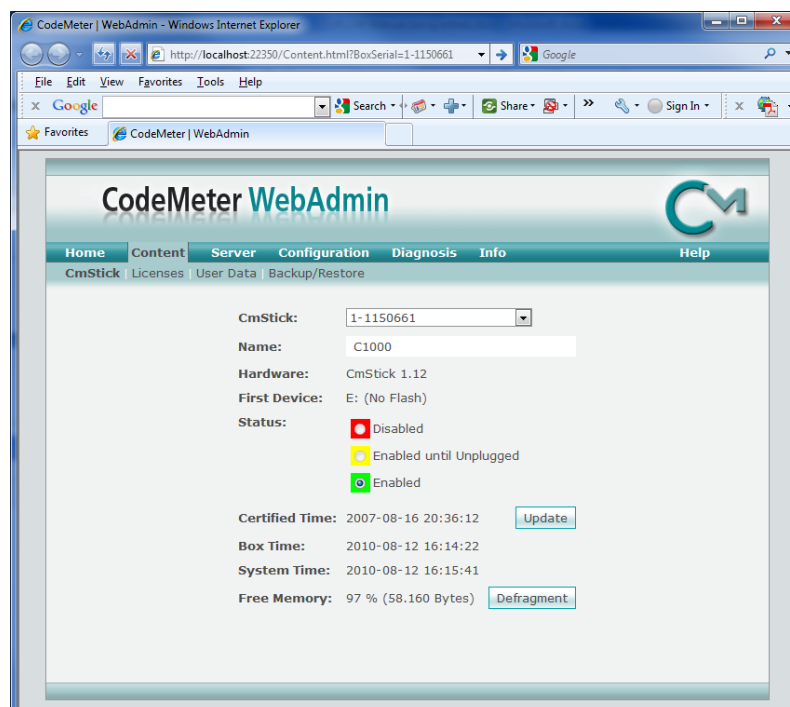 CodeMeter | WebAdmin - Windows Internet Explorer
http://localhost:22350/Content.html?BoxSerial=1-1150661
Google
File Edit View Favorites Tools Help
x Google Search Share » Sign In x
Favorites CodeMeter | WebAdmin
CodeMeter WebAdmin
Home Content Server Configuration Diagnosis Info Help
CmStick | Licenses | User Data | Backup/Restore
CmStick: 1-1150661
Name: C1000
Hardware: CmStick 1.12
First Device: E: (No Flash)
Status: Disabled
Enabled until Unplugged
Enabled
Certified Time: 2007-08-16 20:36:12 Update
Box Time: 2010-08-12 16:14:22
System Time: 2010-08-12 16:15:41
Free Memory: 97 % (58.160 Bytes) Defragment